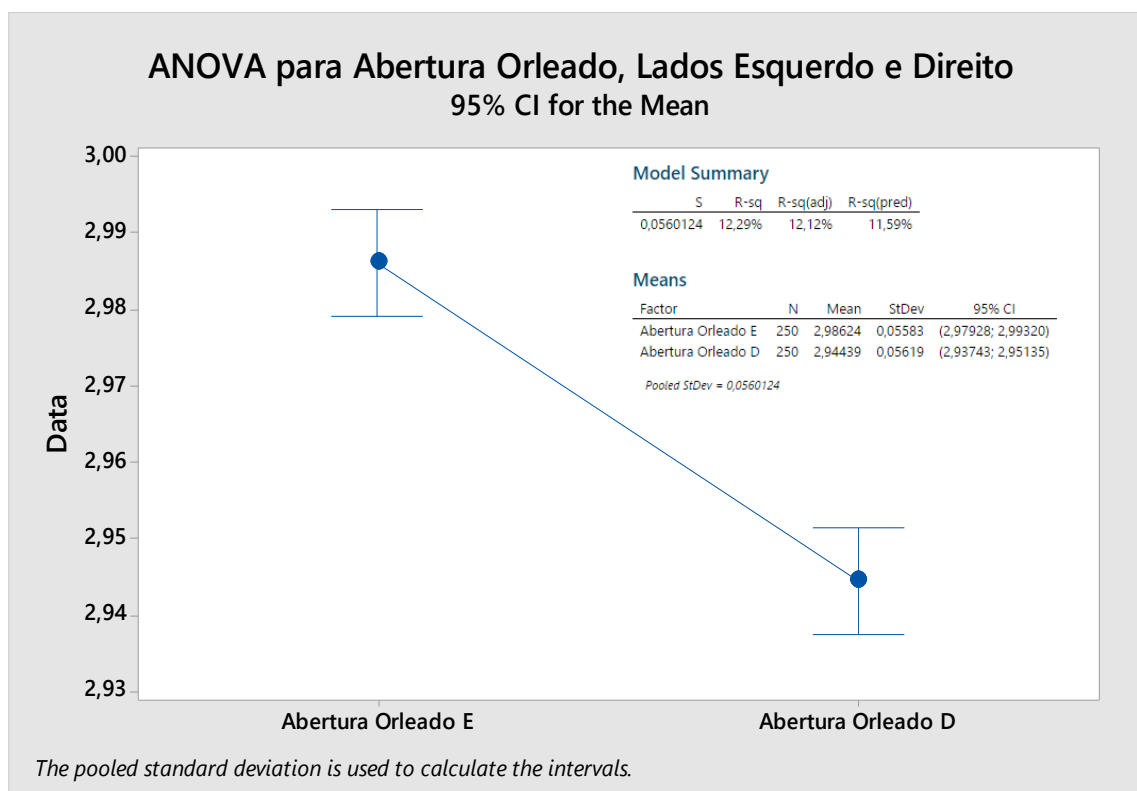 ANOVA para Abertura Orleado, Lados Esquerdo e Direito
95% CI for the Mean
3,00
2,99
2,98
2,97
2,96
2,95
2,94
2,93
Data
Model Summary
S R-sq R-sq(adj) R-sq(pred)
0,0560124 12,29% 12,12% 11,59%
Means
Factor N Mean StDev 95% CI
Abertura Orleado E 250 2,98624 0,05583 (2,97928; 2,99320)
Abertura Orleado D 250 2,94439 0,05619 (2,93743; 2,95135)
Pooled StDev = 0,0560124
Abertura Orleado E Abertura Orleado D
The pooled standard deviation is used to calculate the intervals.